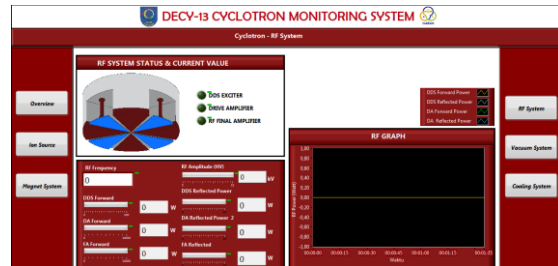 DECY-13 CYCLOTRON MONITORING SYSTEM
Cyclotron - RF System
RF SYSTEM STATUS & CURRENT VALUE
DDS EXCITER
DRIVE AMPLIFIER
RF FINAL AMPLIFIER
Overview
Ion Source
Magnet System
RF System
Vacuum System
Cooling System
DDS Forward Power
DDS Reflected Power
DA Forward Power
DA Reflected Power
RF Frequency
0
DDS Forward
0 W
DA Forward
0 W
FA Forward
0 W
RF Amplitude (HV)
0 kV
DDS Reflected Power
0 W
DA Reflected Power 2
0 W
FA Reflected
0 W
RF GRAPH
RF Power (Watt)
1,00
0,80
0,60
0,40
0,20
0,00
-0,20
-0,40
-0,60
-0,80
-1,00
00:00:00 00:00:15 00:00:30 00:00:45 00:01:00 00:01:15 00:01:35
Waktu